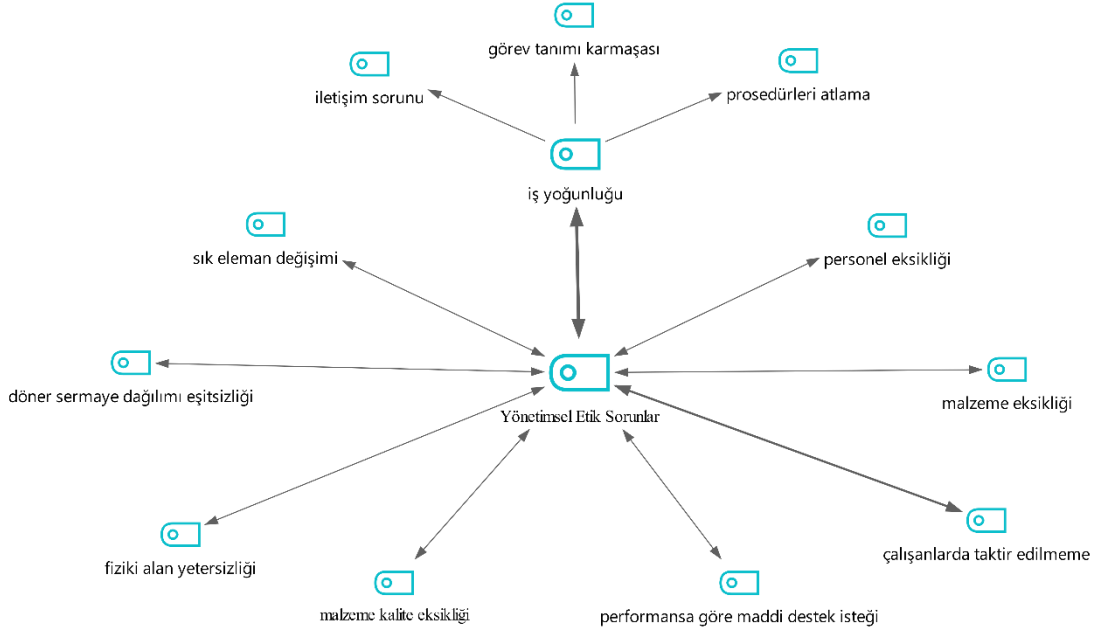 görev tanımı karmaşası
iletişim sorunu
prosedürleri atlama
iş yoğunluğu
sık eleman değişimi
personel eksikliği
döner sermaye dağılımı eşitsizliği
malzeme eksikliği
Yönetimsel Etik Sorunlar
çalışanlarda taktir edilmeme
fiziki alan yetersizliği
malzeme kalite eksikliği
performansa göre maddi destek isteği